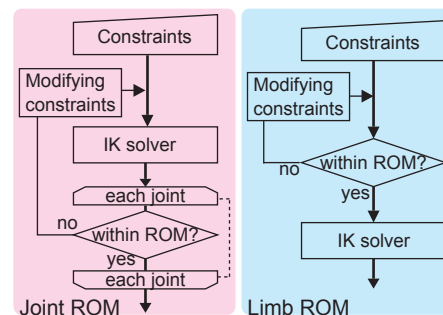 Constraints
Modifying
constraints
IK solver
each joint
no
within ROM?
yes
each joint
Joint ROM
Constraints
Modifying
constraints
within ROM?
no
yes
IK solver
Limb ROM